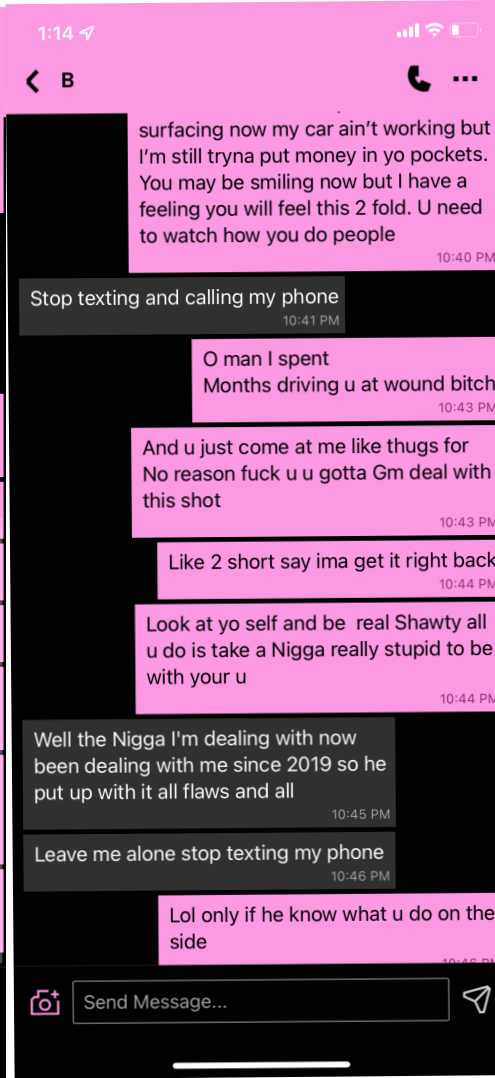 1:14
B
surfacing now my car ain't working but
I'm still tryna put money in yo pockets.
You may be smiling now but I have a
feeling you will feel this 2 fold. U need
to watch how you do people
10:40 PM
Stop texting and calling my phone
10:41 PM
O man I spent
Months driving u at wound bitch
10:43 PM
And u just come at me like thugs for
No reason fuck u u gotta Gm deal with
this shot
10:43 PM
Like 2 short say ima get it right back
10:44 PM
Look at yo self and be  real Shawty all
u do is take a Nigga really stupid to be
with your u
10:44 PM
Well the Nigga I'm dealing with now
been dealing with me since 2019 so he
put up with it all flaws and all
10:45 PM
Leave me alone stop texting my phone
10:46 PM
Lol only if he know what u do on the
side
10:46 PM
Send Message...